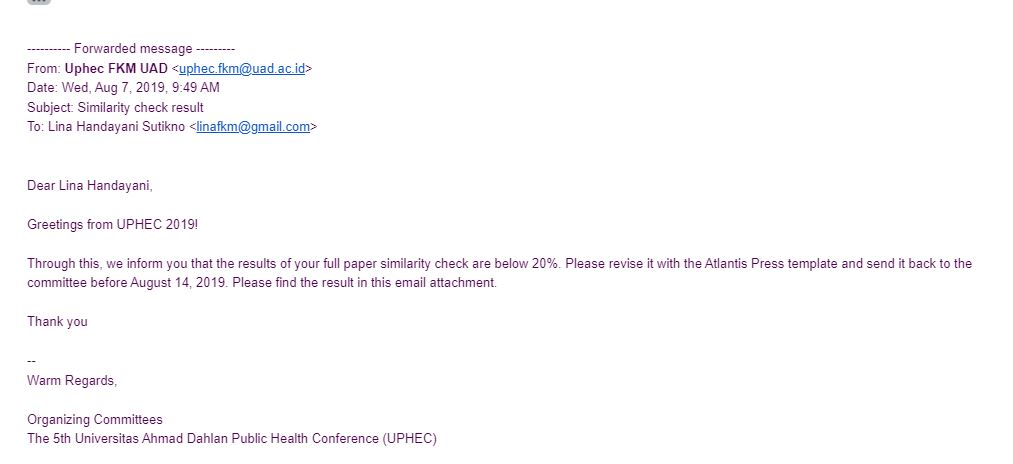 ---------- Forwarded message ---------
From: Uphec FKM UAD <uphec.fkm@uad.ac.id>
Date: Wed, Aug 7, 2019, 9:49 AM
Subject: Similarity check result
To: Lina Handayani Sutikno <linafkm@gmail.com>
Dear Lina Handayani,
Greetings from UPHEC 2019!
Through this, we inform you that the results of your full paper similarity check are below 20%. Please revise it with the Atlantis Press template and send it back to the
committee before August 14, 2019. Please find the result in this email attachment.
Thank you
--
Warm Regards,
Organizing Committees
The 5th Universitas Ahmad Dahlan Public Health Conference (UPHEC)